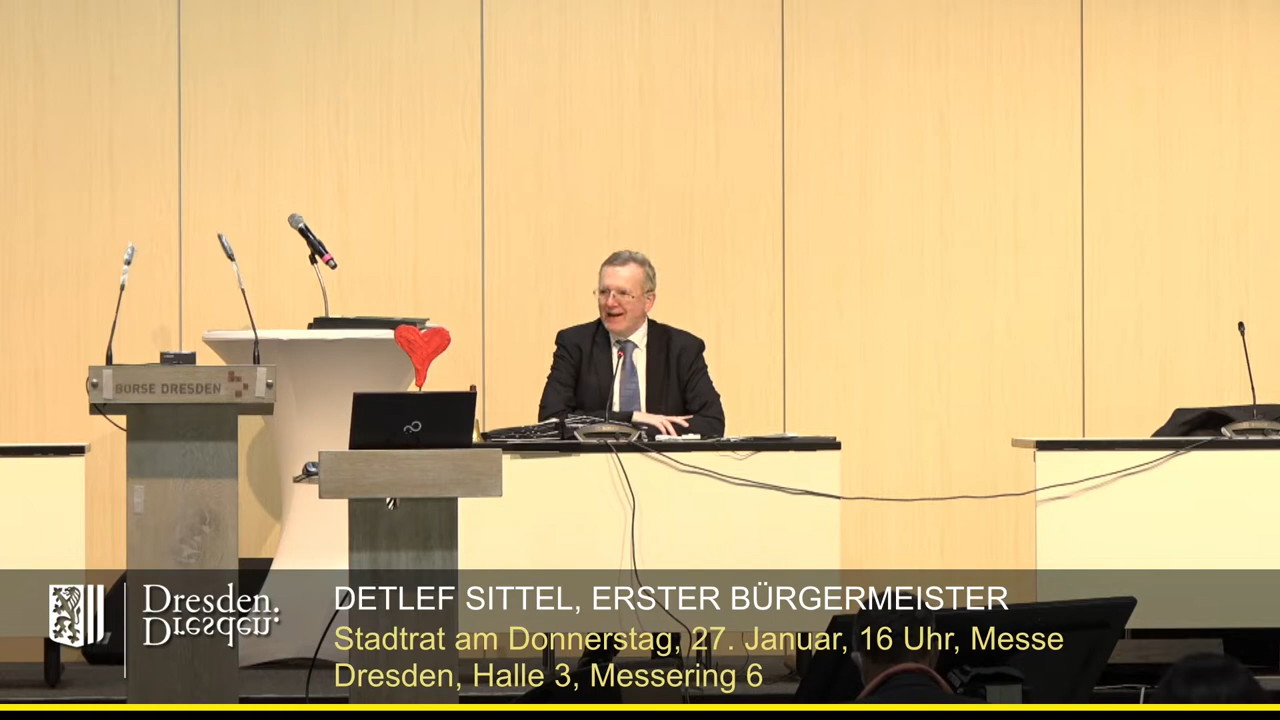 BÖRSE DRESDEN
Dresden.
Dresden.
DETLEF SITTEL, ERSTER BÜRGERMEISTER
Stadtrat am Donnerstag, 27. Januar, 16 Uhr, Messe
Dresden, Halle 3, Messering 6